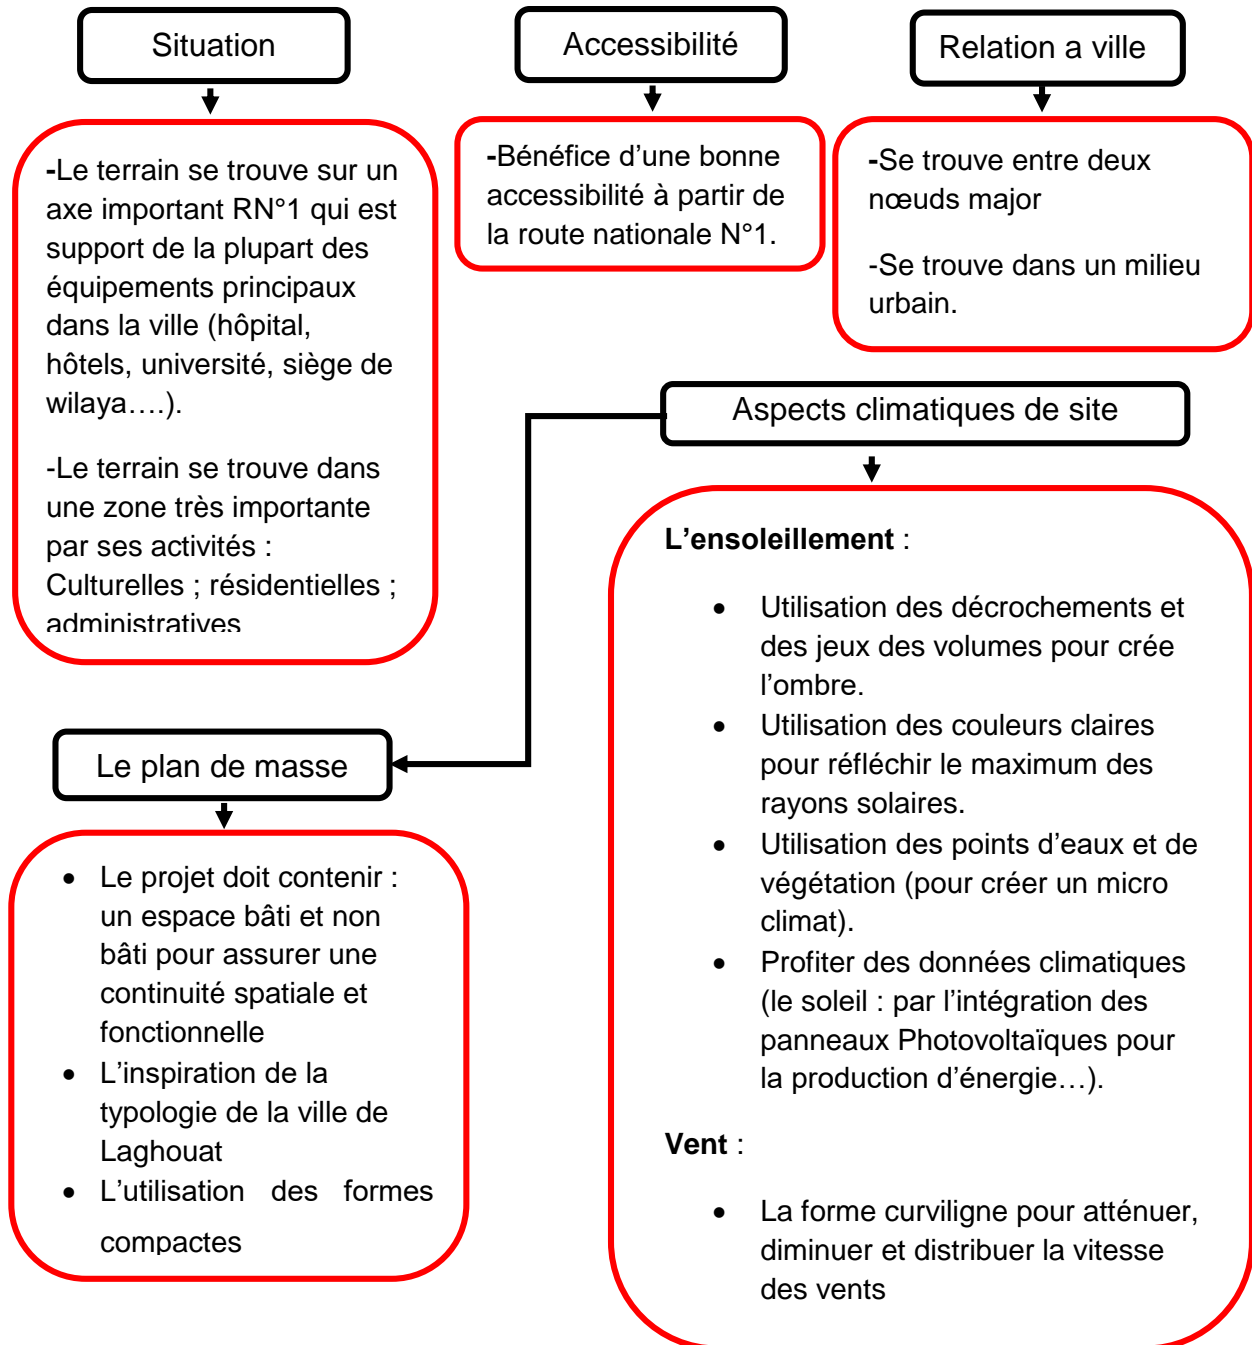 Situation
-Le terrain se trouve sur un
axe important RN°1 qui est
support de la plupart des
équipements principaux
dans la ville (hôpital,
hôtels, université, siège de
wilaya….).
-Le terrain se trouve dans
une zone très importante
par ses activités :
Culturelles ; résidentielles ;
administratives
Accessibilité
-Bénéfice d’une bonne
accessibilité à partir de
la route nationale N°1.
Relation a ville
-Se trouve entre deux
nœuds major
-Se trouve dans un milieu
urbain.
Aspects climatiques de site
L’ensoleillement :
• Utilisation des décrochements et
des jeux des volumes pour crée
l’ombre.
• Utilisation des couleurs claires
pour réfléchir le maximum des
rayons solaires.
• Utilisation des points d’eaux et de
végétation (pour créer un micro
climat).
• Profiter des données climatiques
(le soleil : par l’intégration des
panneaux Photovoltaïques pour
la production d’énergie…).
Vent :
• La forme curviligne pour atténuer,
diminuer et distribuer la vitesse
des vents
Le plan de masse
• Le projet doit contenir :
un espace bâti et non
bâti pour assurer une
continuité spatiale et
fonctionnelle
• L’inspiration de la
typologie de la ville de
Laghouat
• L’utilisation des formes
compactes